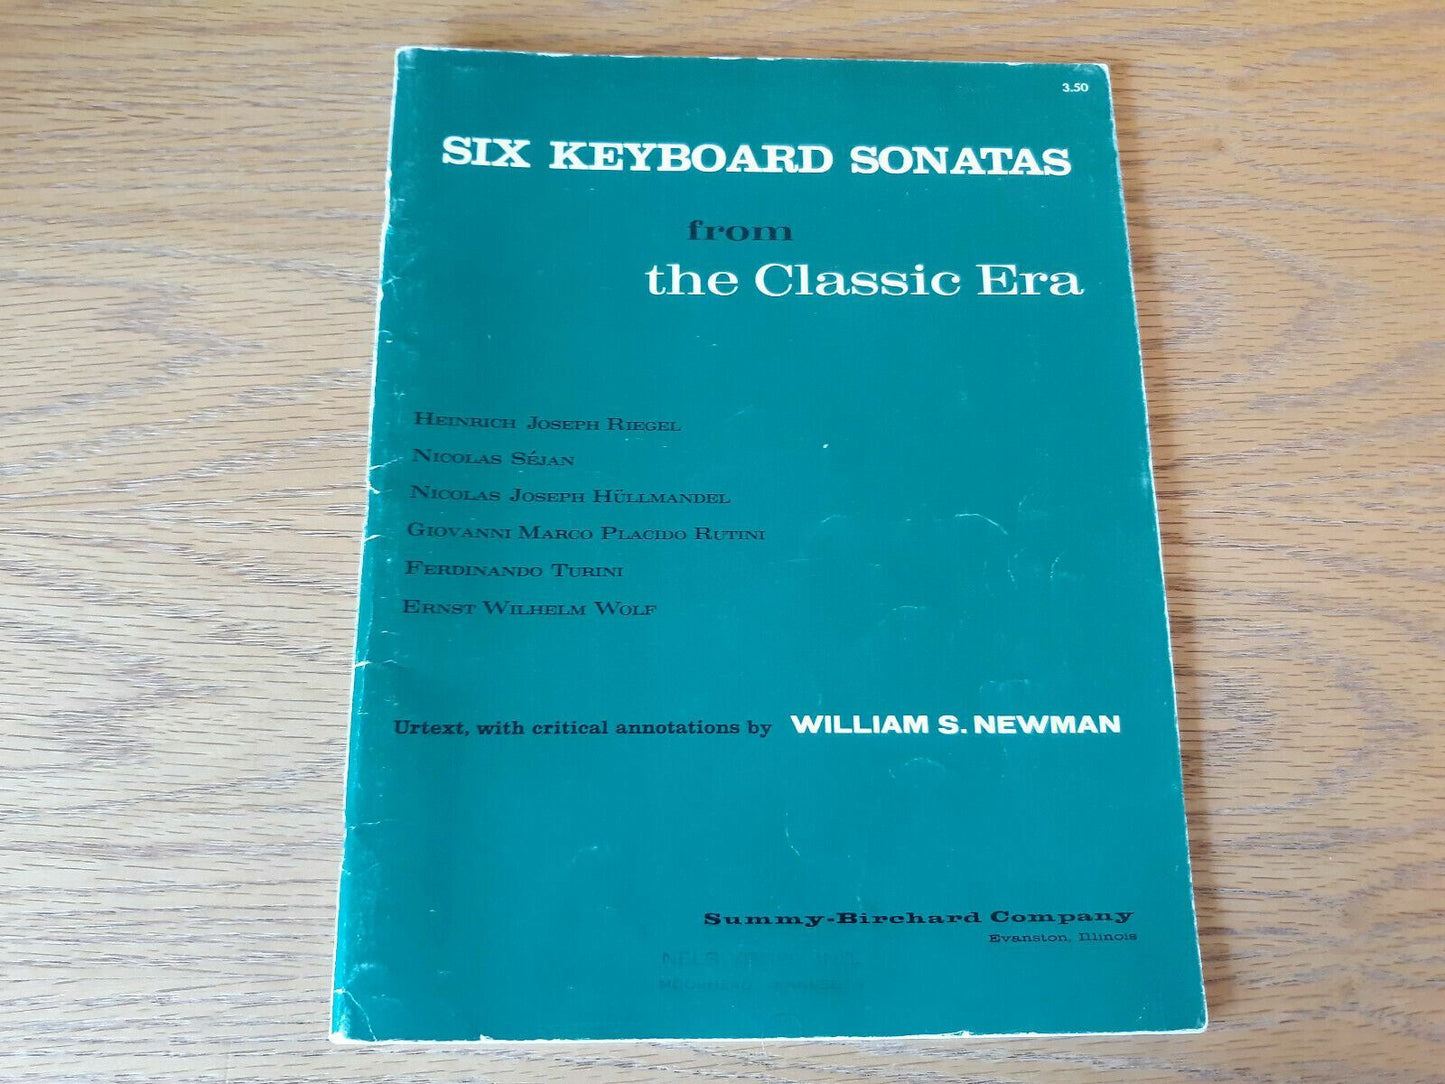 3.50
SIX KEYBOARD SONATAS
from
the Classic Era
HEINRICH JOSEPH RIEGEL
NICOLAS SÉJAN
NICOLAS JOSEPH HÜLLMANDEL
GIOVANNI MARCO PLACIDO RUTINI
FERDINANDO TURINI
ERNST WILHELM WOLF
Urtext, with critical annotations by WILLIAM S. NEWMAN
Summy-Birchard Company
Evanston, Illinois